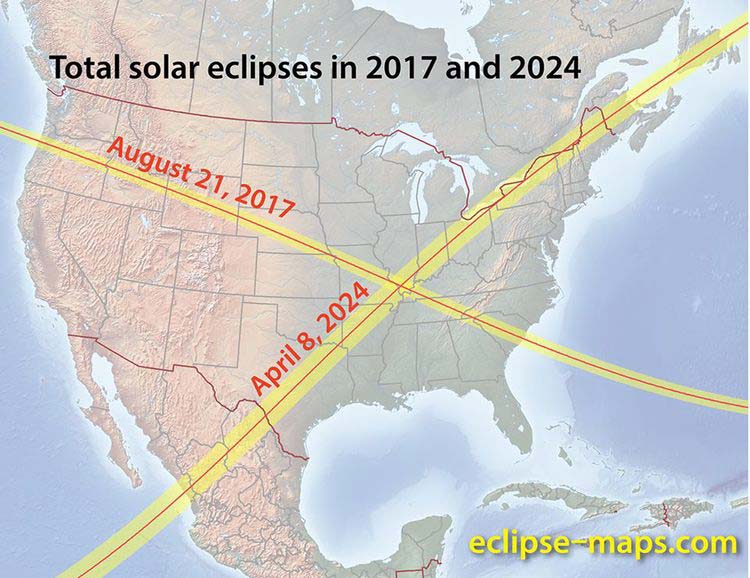 Total solar eclipses in 2017 and 2024
August 21, 2017
April 8, 2024
eclipse-maps.com